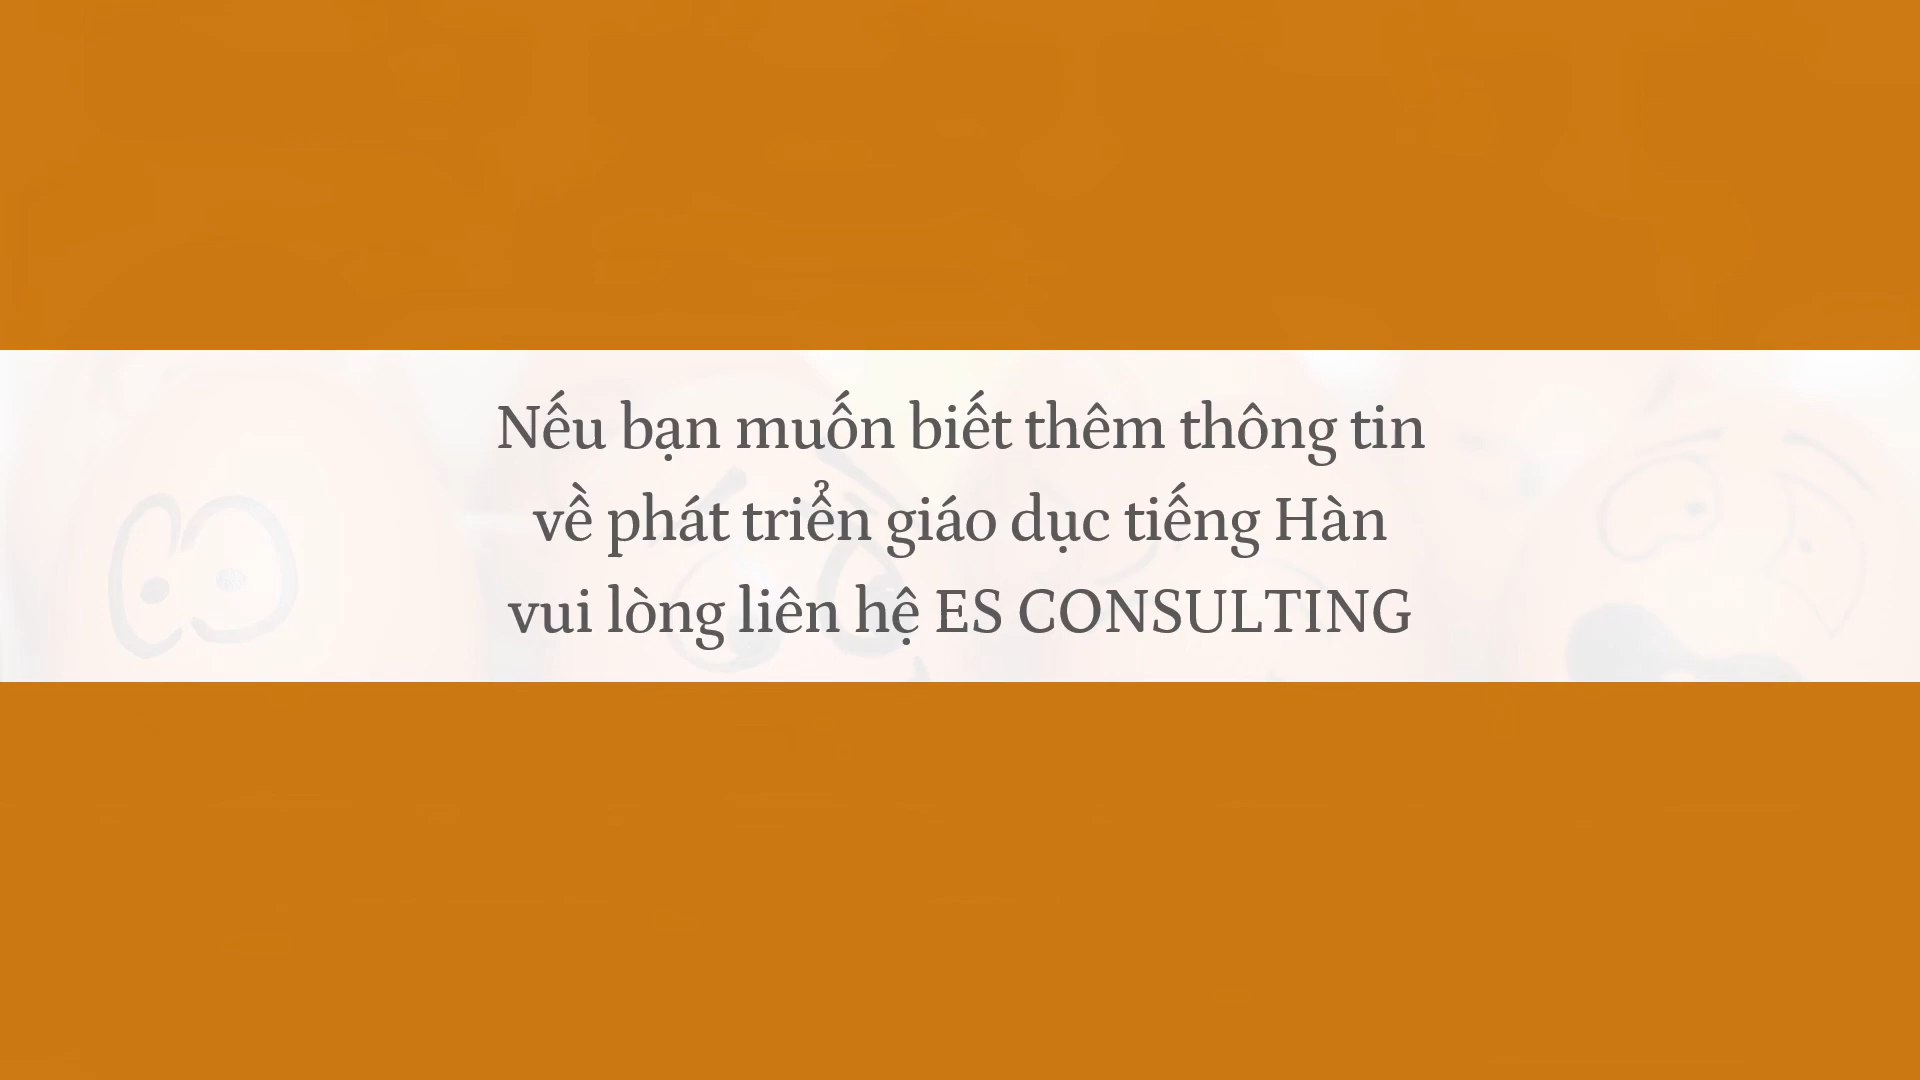 Nếu bạn muốn biết thêm thông tin
về phát triển giáo dục tiếng Hàn
vui lòng liên hệ ES CONSULTING